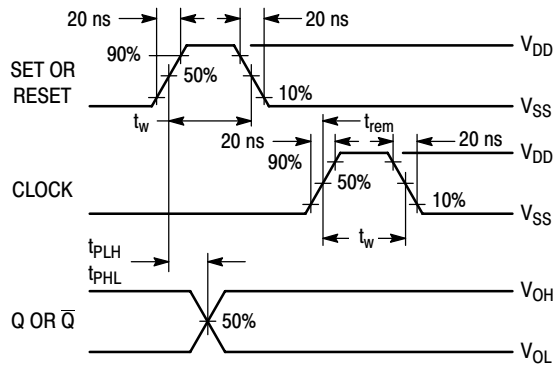 20 ns 20 ns
90% 50% 10% V_DD
SET OR
RESET
V_SS
t_w t_rem
20 ns 20 ns
90% 50% 10% V_DD
CLOCK
V_SS
t_w
t_PLH
t_PHL
Q OR Q̅ 50% V_OH
V_OL